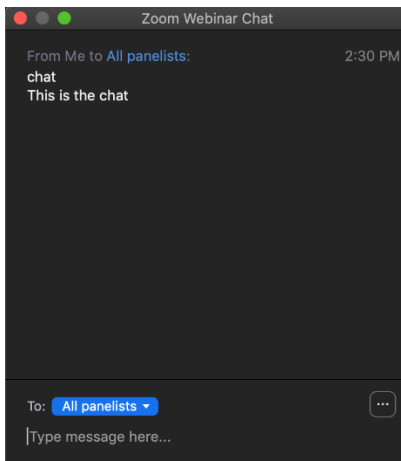 Zoom Webinar Chat
From Me to All panelists: 2:30 PM
chat
This is the chat
To: All panelists
...
Type message here...